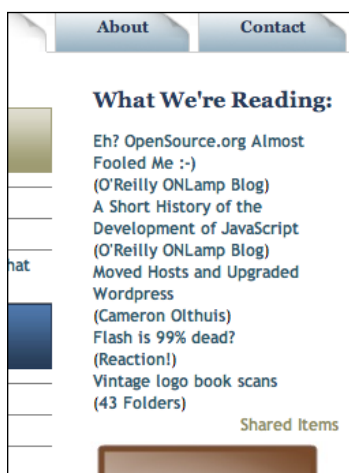 About
Contact
What We're Reading:
Eh? OpenSource.org Almost
Fooled Me :-)
(O'Reilly ONLamp Blog)
A Short History of the
Development of JavaScript
(O'Reilly ONLamp Blog)
hat
Moved Hosts and Upgraded
Wordpress
(Cameron Olthuis)
Flash is 99% dead?
(Reaction!)
Vintage logo book scans
(43 Folders)
Shared Items